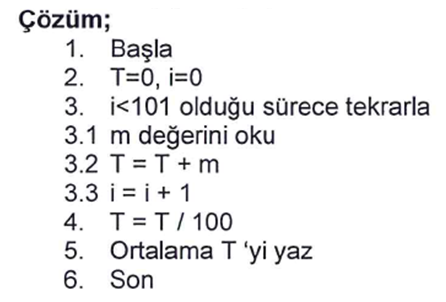 Çözüm;
1. Başla
2. T=0, i=0
3. i<101 olduğu sürece tekrarla
3.1 m değerini oku
3.2 T = T + m
3.3 i = i + 1
4. T = T / 100
5. Ortalama T ‘yi yaz
6. Son